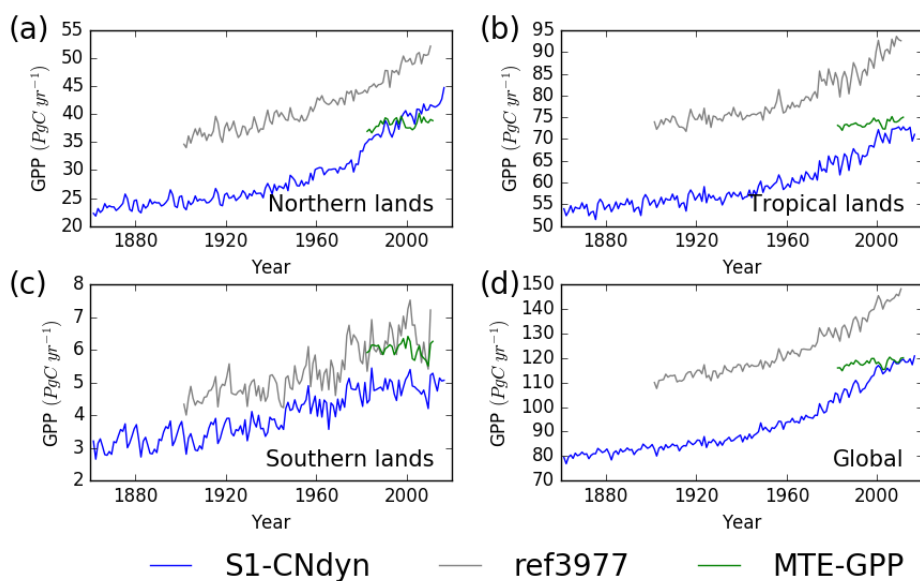 (a)
55
50
45
40
35
30
25
20
GPP (PgC yr⁻¹)
Northern lands
1880 1920 1960 2000
Year
(b)
95
90
85
80
75
70
65
60
55
50
GPP (PgC yr⁻¹)
Tropical lands
1880 1920 1960 2000
Year
(c)
8
7
6
5
4
3
2
GPP (PgC yr⁻¹)
Southern lands
1880 1920 1960 2000
Year
(d)
150
140
130
120
110
100
90
80
70
GPP (PgC yr⁻¹)
Global
1880 1920 1960 2000
Year
S1-CNdyn ref3977 MTE-GPP